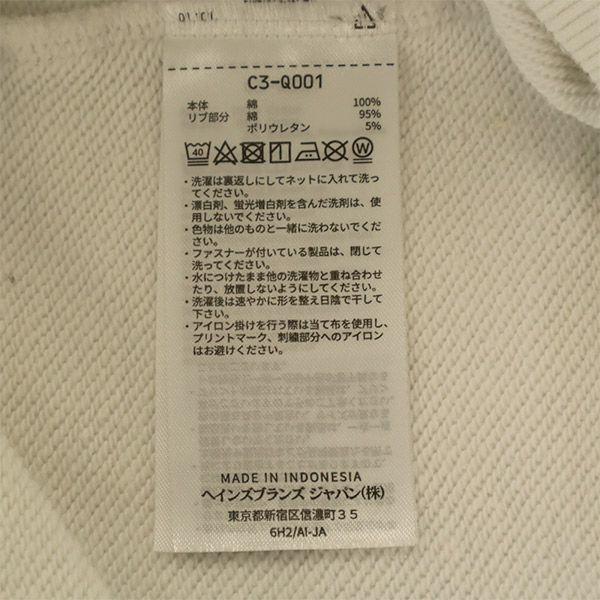 C3-Q001
本体 綿 100%
リブ部分 綿 95%
ポリウレタン 5%
40 W
・洗濯は裏返しにしてネットに入れて洗っ
てください。
・漂白剤、蛍光増白剤を含んだ洗剤は、使
用しないでください。
・色物は他のものと一緒に洗わないでくだ
さい。
・ファスナーが付いている製品は、閉じて
洗ってください。
・水につけたまま他の洗濯物と重ね合わせ
たり、放置しないようにしてください。
・洗濯後は速やかに形を整え日陰で干して
下さい。
・アイロン掛けを行う際は当て布を使用し、
プリントマーク、刺繍部分へのアイロン
はお避けください。
MADE IN INDONESIA
ヘインズブランズ ジャパン(株)
東京都新宿区信濃町35
6H2/AI-JA